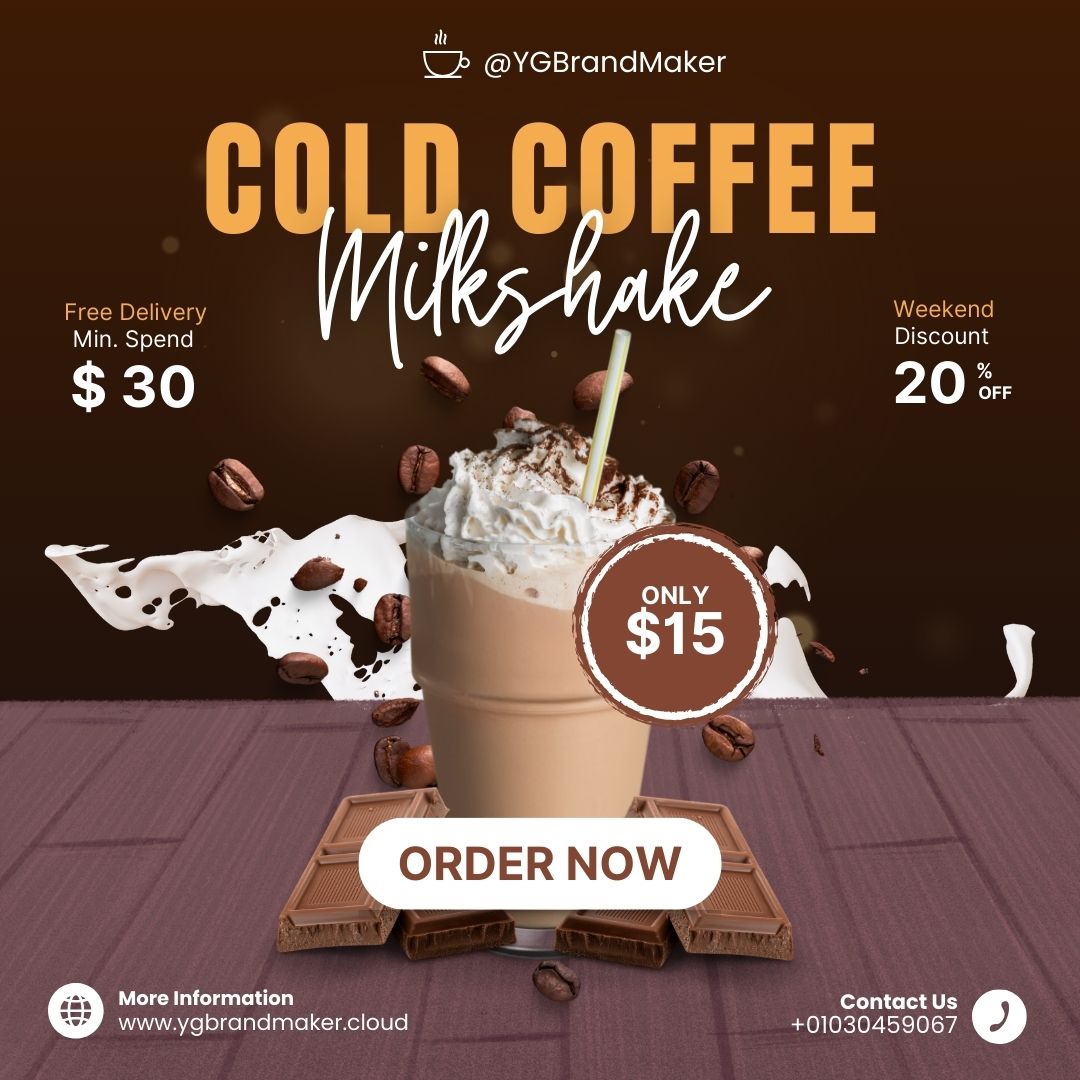 @YGBrandMaker
COLD COFFEE
Milkshake
Free Delivery
Min. Spend
$ 30
Weekend
Discount
20 % OFF
ONLY
$15
ORDER NOW
More Information
www.ygbrandmaker.cloud
Contact Us
+01030459067